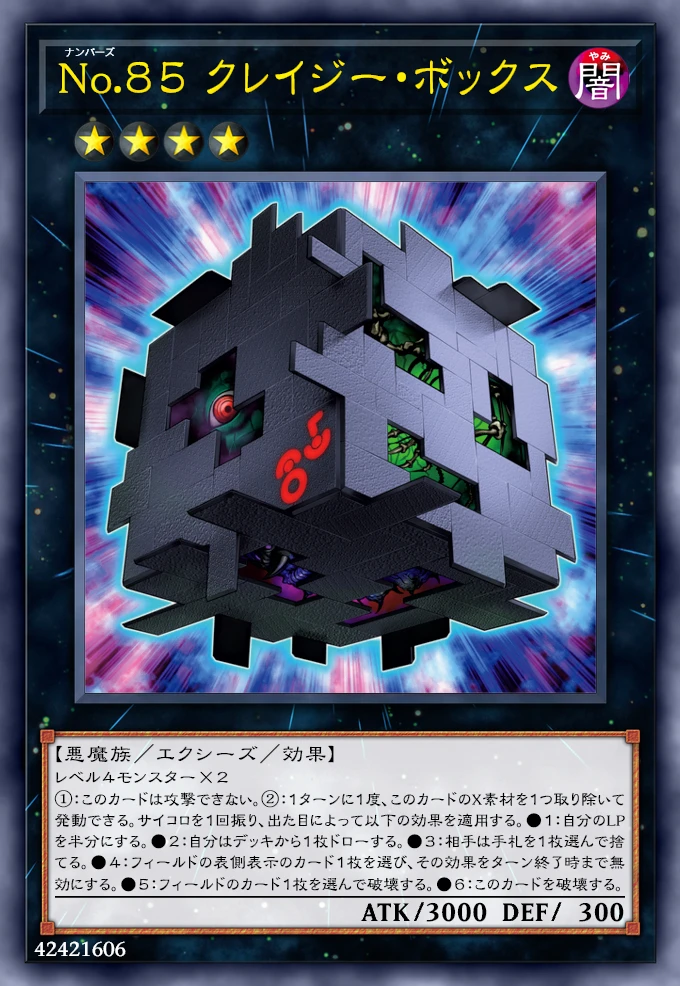 ナンバーズ
No.85 クレイジー・ボックス
やみ
闇
85
【悪魔族／エクシーズ／効果】
レベル４モンスター×２
①：このカードは攻撃できない。②：１ターンに１度、このカードのX素材を１つ取り除いて
発動できる。サイコロを１回振り、出た目によって以下の効果を適用する。●１：自分のLP
を半分にする。●２：自分はデッキから１枚ドローする。●３：相手は手札を１枚選んで捨
てる。●４：フィールドの表側表示のカード１枚を選び、その効果をターン終了時まで無
効にする。●５：フィールドのカード１枚を選んで破壊する。●６：このカードを破壊する。
ATK/3000 DEF/ 300
42421606